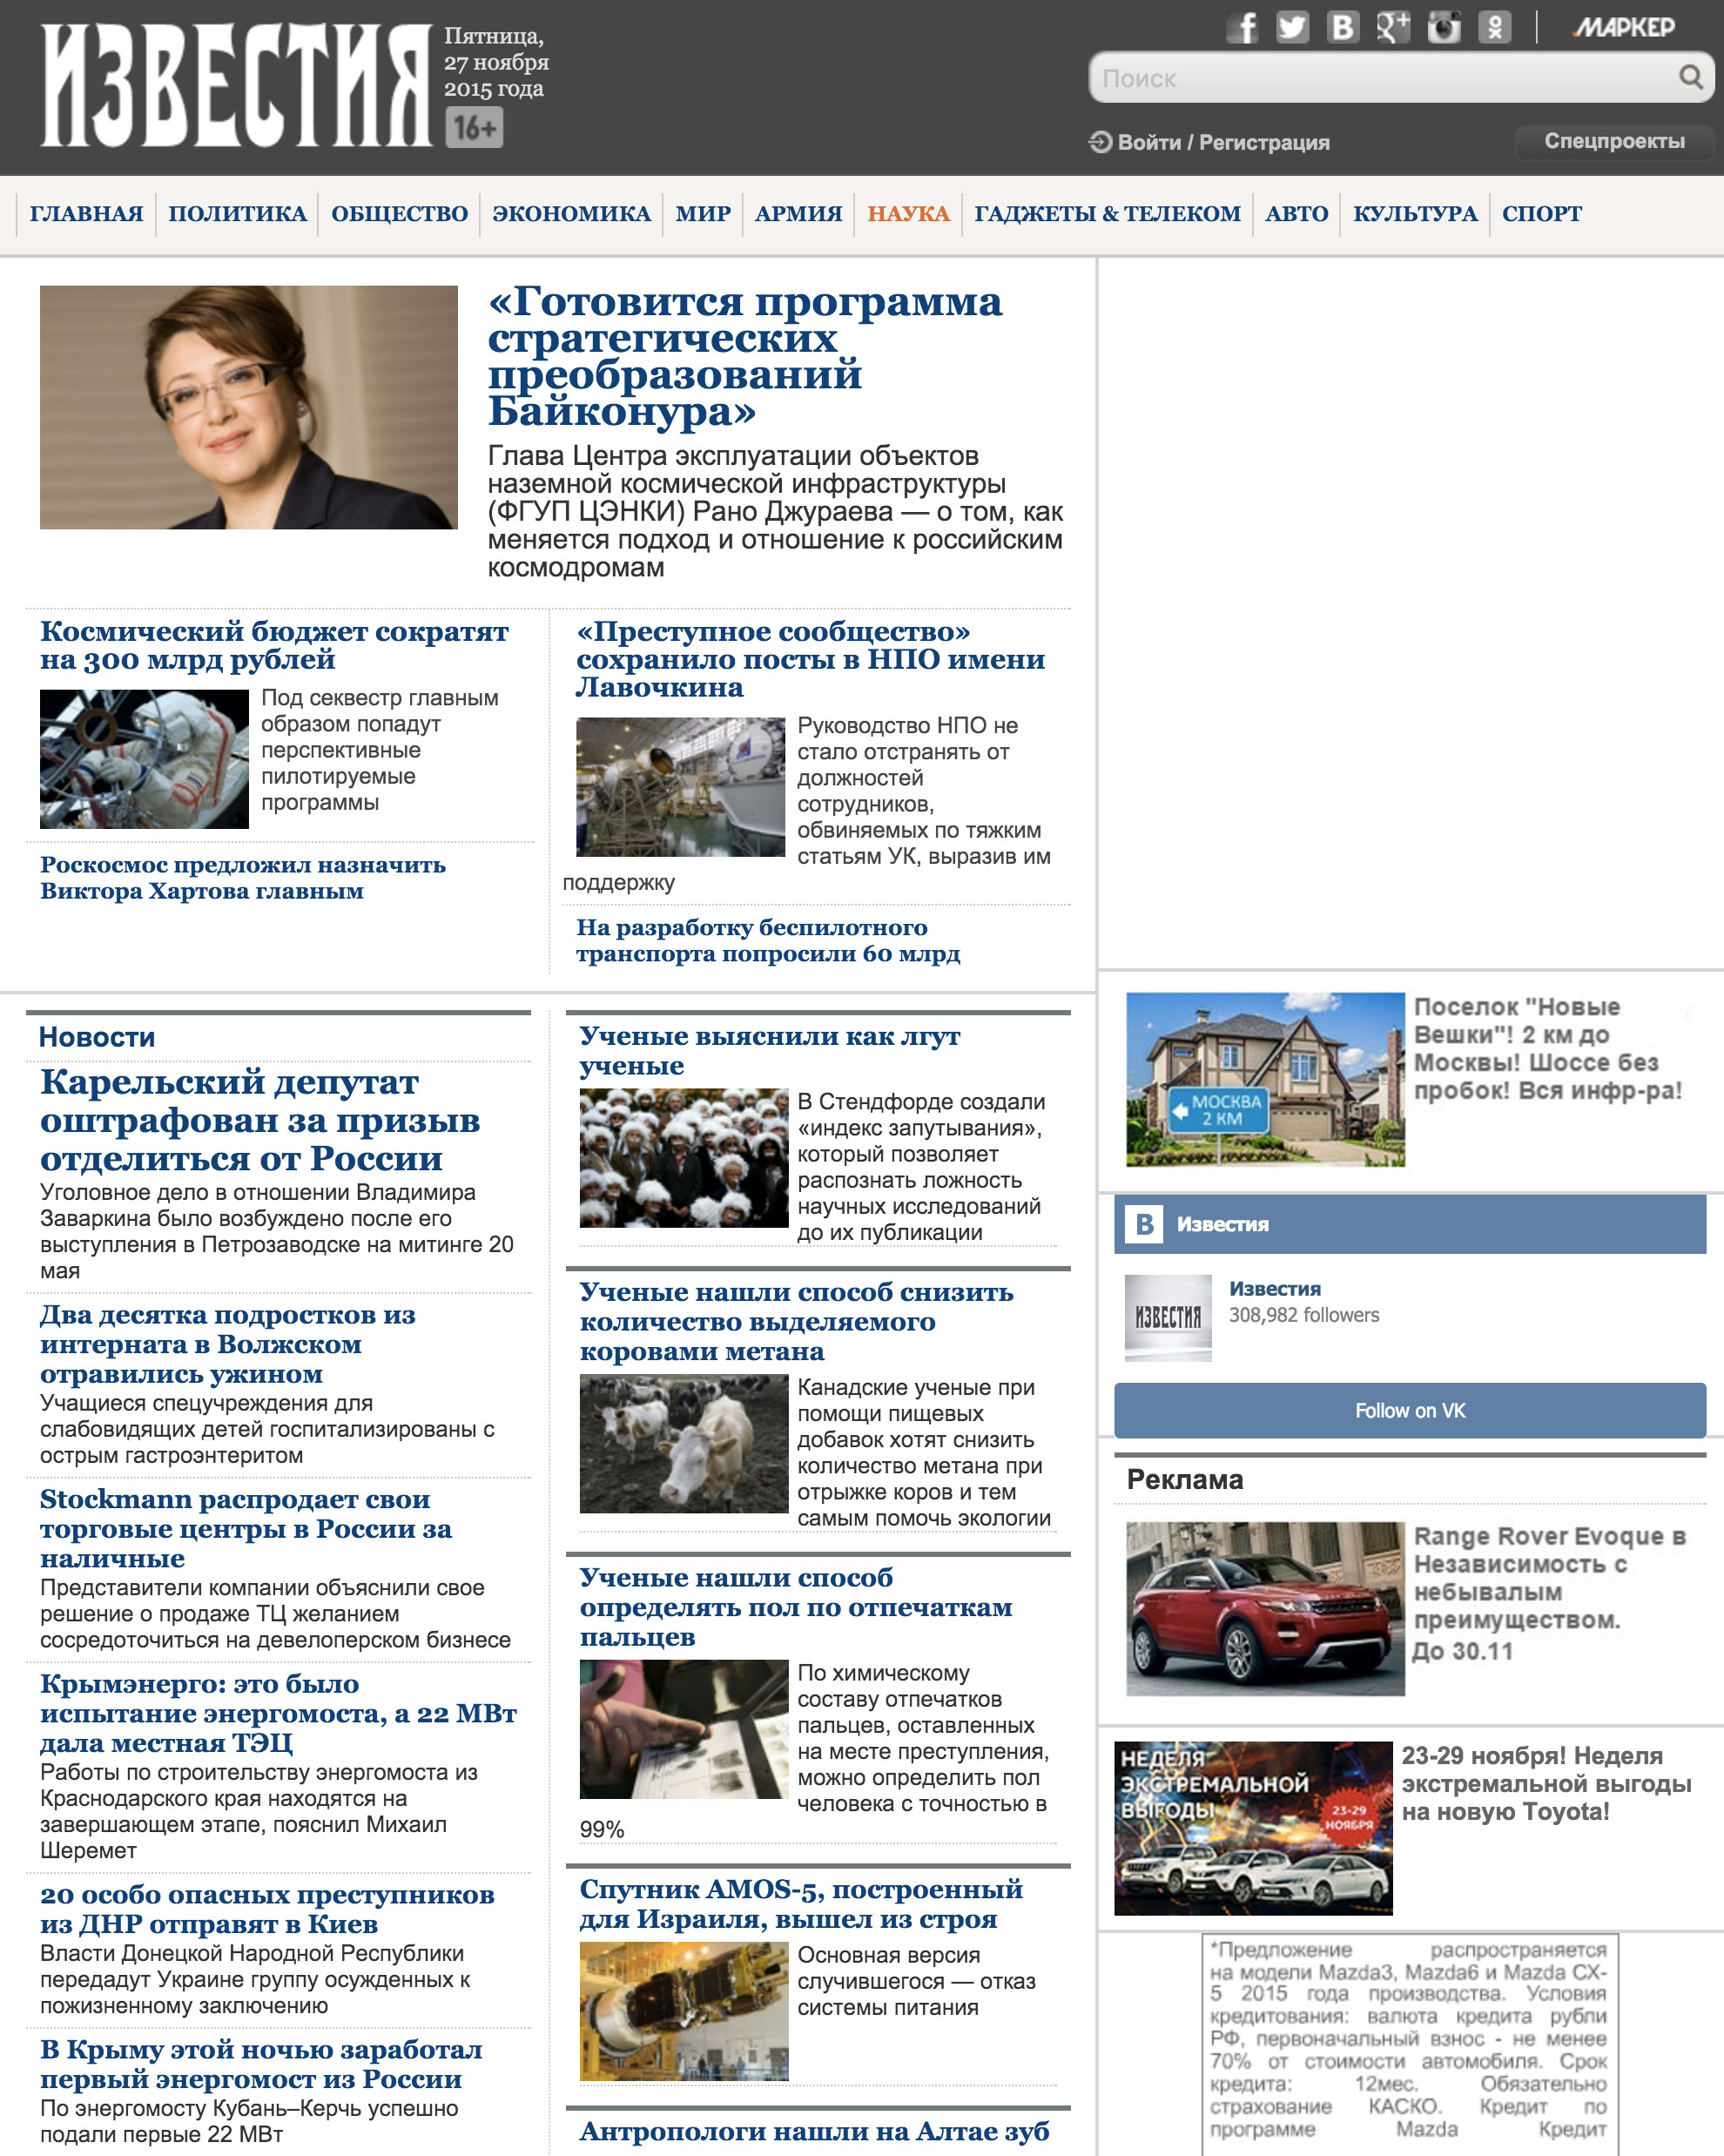 ИЗВЕСТИЯ
Пятница,
27 ноября
2015 года
16+
МАРКЕР
Поиск
Войти / Регистрация
Спецпроекты
ГЛАВНАЯ
ПОЛИТИКА
ОБЩЕСТВО
ЭКОНОМИКА
МИР
АРМИЯ
НАУКА
ГАДЖЕТЫ & ТЕЛЕКОМ
АВТО
КУЛЬТУРА
СПОРТ
«Готовится программа
стратегических
преобразований
Байконура»
Глава Центра эксплуатации объектов
наземной космической инфраструктуры
(ФГУП ЦЭНКИ) Рано Джураева — о том, как
меняется подход и отношение к российским
космодромам
Космический бюджет сократят
на 300 млрд рублей
Под секвестр главным
образом попадут
перспективные
пилотируемые
программы
Роскосмос предложил назначить
Виктора Хартова главным
«Преступное сообщество»
сохранило посты в НПО имени
Лавочкина
Руководство НПО не
стало отстранять от
должностей
сотрудников,
обвиняемых по тяжким
статьям УК, выразив им
поддержку
На разработку беспилотного
транспорта попросили 60 млрд
Новости
Карельский депутат
оштрафован за призыв
отделиться от России
Уголовное дело в отношении Владимира
Заваркина было возбуждено после его
выступления в Петрозаводске на митинге 20
мая
Два десятка подростков из
интерната в Волжском
отравились ужином
Учащиеся спецучреждения для
слабовидящих детей госпитализированы с
острым гастроэнтеритом
Stockmann распродает свои
торговые центры в России за
наличные
Представители компании объяснили свое
решение о продаже ТЦ желанием
сосредоточиться на девелоперском бизнесе
Крымэнерго: это было
испытание энергомоста, а 22 МВт
дала местная ТЭЦ
Работы по строительству энергомоста из
Краснодарского края находятся на
завершающем этапе, пояснил Михаил
Шеремет
20 особо опасных преступников
из ДНР отправят в Киев
Власти Донецкой Народной Республики
передадут Украине группу осужденных к
пожизненному заключению
В Крыму этой ночью заработал
первый энергомост из России
По энергомосту Кубань–Керчь успешно
подали первые 22 МВт
Ученые выяснили как лгут
ученые
В Стендфорде создали
«индекс запутывания»,
который позволяет
распознать ложность
научных исследований
до их публикации
Ученые нашли способ снизить
количество выделяемого
коровами метана
Канадские ученые при
помощи пищевых
добавок хотят снизить
количество метана при
отрыжке коров и тем
самым помочь экологии
Ученые нашли способ
определять пол по отпечаткам
пальцев
По химическому
составу отпечатков
пальцев, оставленных
на месте преступления,
можно определить пол
человека с точностью в
99%
Спутник AMOS-5, построенный
для Израиля, вышел из строя
Основная версия
случившегося — отказ
системы питания
Антропологи нашли на Алтае зуб
МОСКВА
2 КМ
Поселок "Новые
Вешки"! 2 км до
Москвы! Шоссе без
пробок! Вся инфр-ра!
В Известия
ИЗВЕСТИЯ
Известия
308,982 followers
Follow on VK
Реклама
Range Rover Evoque в
Независимость с
небывалым
преимуществом.
До 30.11
НЕДЕЛЯ
ЭКСТРЕМАЛЬНОЙ
ВЫГОДЫ
23-29
НОЯБРЯ
23-29 ноября! Неделя
экстремальной выгоды
на новую Toyota!
*Предложение распространяется
на модели Mazda3, Mazda6 и Mazda CX-
5 2015 года производства. Условия
кредитования: валюта кредита рубли
РФ, первоначальный взнос - не менее
70% от стоимости автомобиля. Срок
кредита: 12мес. Обязательно
страхование КАСКО. Кредит по
программе Mazda Кредит